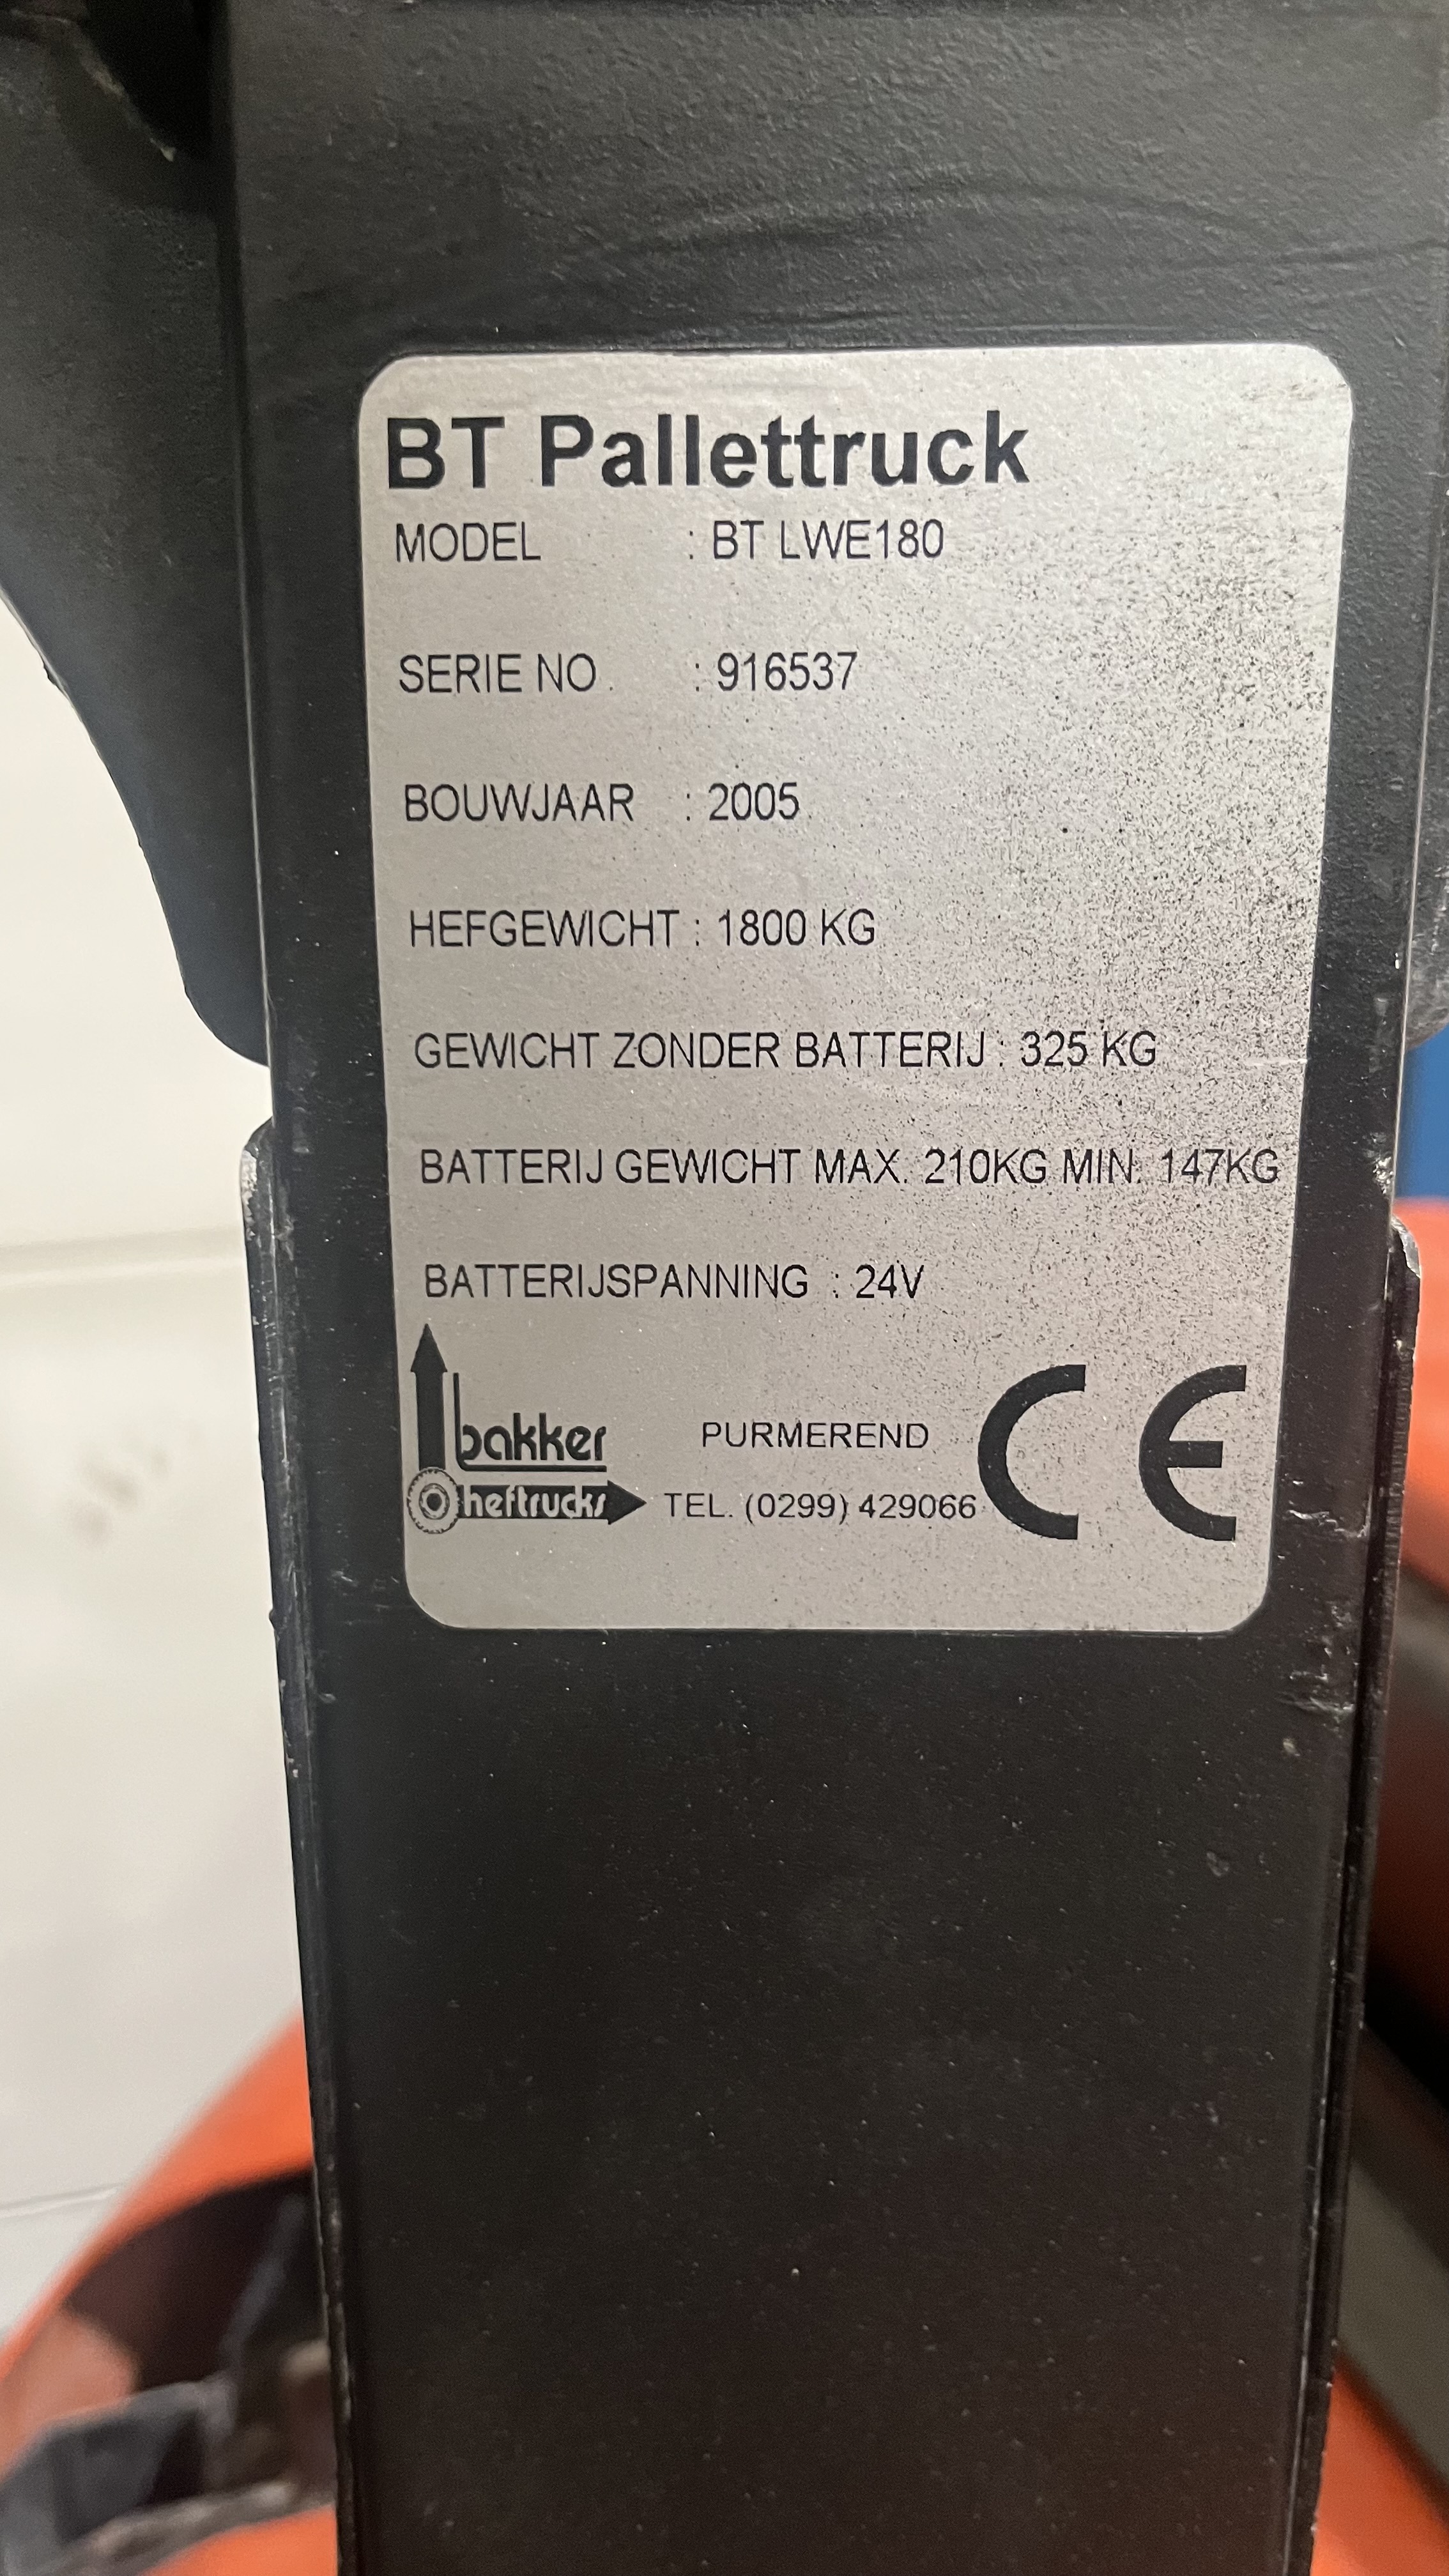 BT Pallettruck
MODEL : BT LWE180
SERIE NO. : 916537
BOUWJAAR : 2005
HEFGEWICHT : 1800 KG
GEWICHT ZONDER BATTERIJ : 325 KG
BATTERIJ GEWICHT MAX. 210KG MIN. 147KG
BATTERIJSPANNING : 24V
bakker
heftrucks
PURMEREND
TEL. (0299) 429066
CE